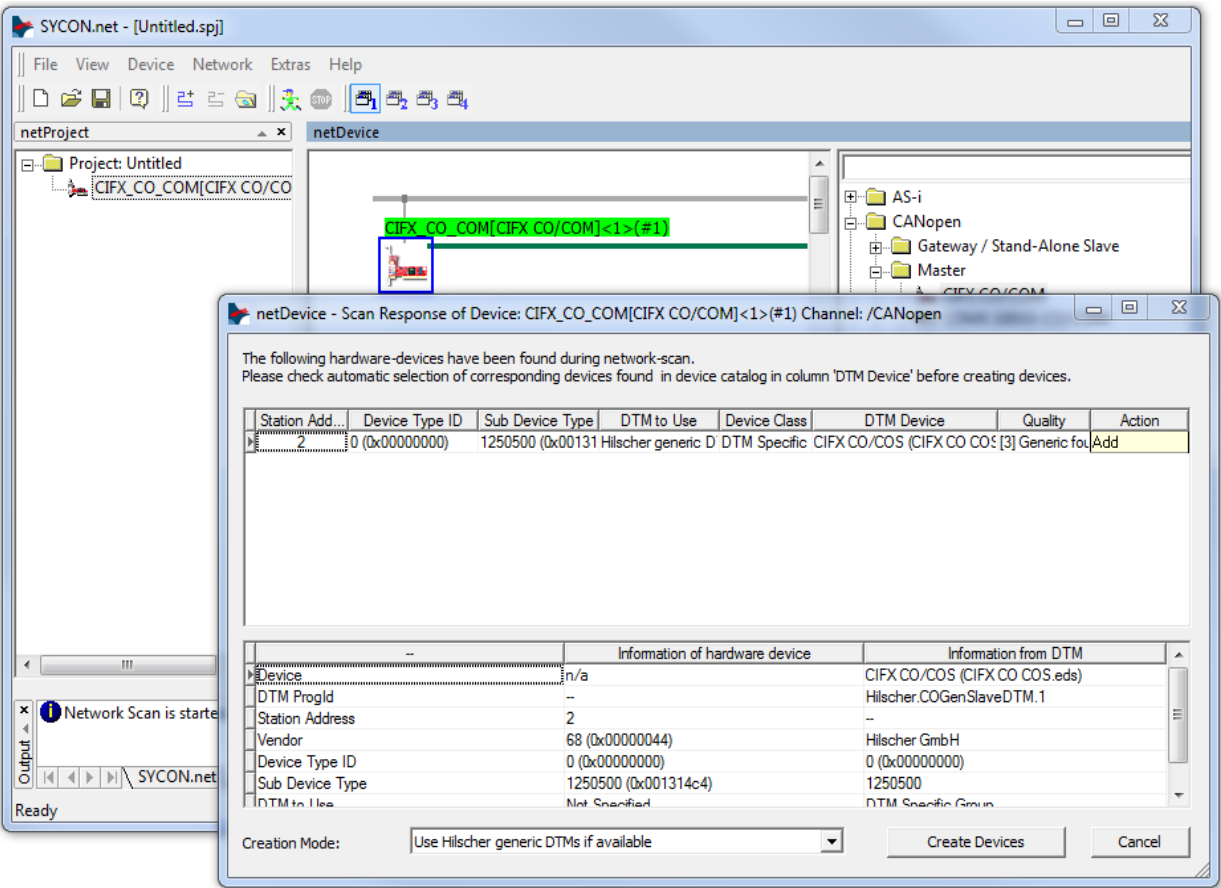 SYCON.net - [Untitled.spj]
File View Device Network Extras Help
netProject
netDevice
Project: Untitled
CIFX_CO_COM[CIFX CO/CO
CIFX_CO_COM[CIFX CO/COM]<1>(#1)
AS-i
CANopen
Gateway / Stand-Alone Slave
Master
CIFX CO/COM
netDevice - Scan Response of Device: CIFX_CO_COM[CIFX CO/COM]<1>(#1) Channel: /CANopen
The following hardware-devices have been found during network-scan.
Please check automatic selection of corresponding devices found in device catalog in column 'DTM Device' before creating devices.
Station Add... Device Type ID Sub Device Type DTM to Use Device Class DTM Device Quality Action
2 0 (0x00000000) 1250500 (0x00131 Hilscher generic D DTM Specific CIFX CO/COS (CIFX CO COS [3] Generic fou Add
-- Information of hardware device Information from DTM
Device n/a CIFX CO/COS (CIFX CO COS.eds)
DTM ProgId -- Hilscher.COGenSlaveDTM.1
Station Address 2 --
Vendor 68 (0x00000044) Hilscher GmbH
Device Type ID 0 (0x00000000) 0 (0x00000000)
Sub Device Type 1250500 (0x001314c4) 1250500
DTM to Use Not Specified DTM Specific Group
Network Scan is starte
Output
SYCON.net
Ready
Creation Mode: Use Hilscher generic DTMs if available Create Devices Cancel